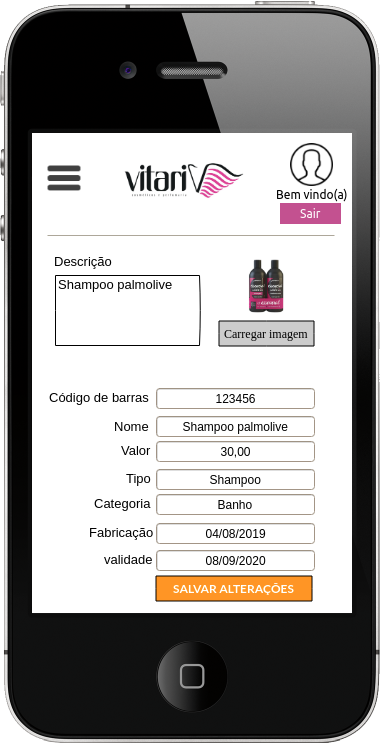 vitari
Bem vindo(a)
Sair
Descrição
Shampoo palmolive
Carregar imagem
Código de barras
123456
Nome
Shampoo palmolive
Valor
30,00
Tipo
Shampoo
Categoria
Banho
Fabricação
04/08/2019
validade
08/09/2020
SALVAR ALTERAÇÕES